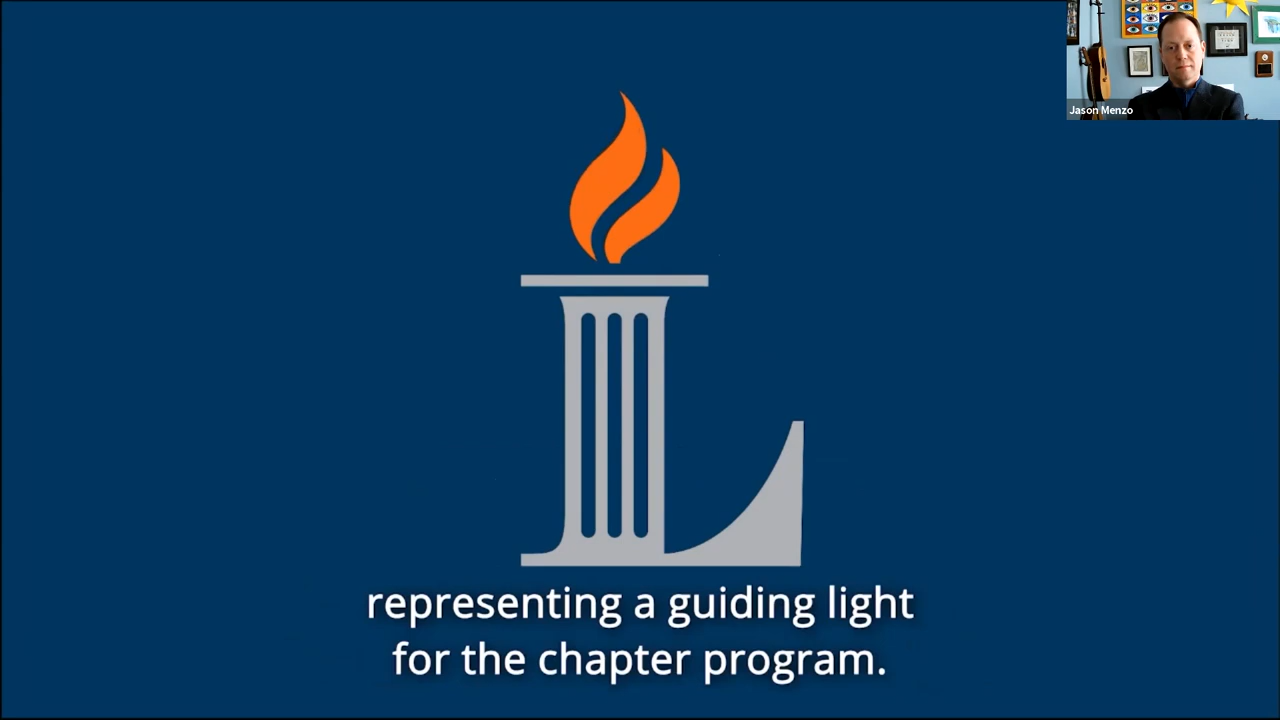 Jason Menzo
representing a guiding light
for the chapter program.